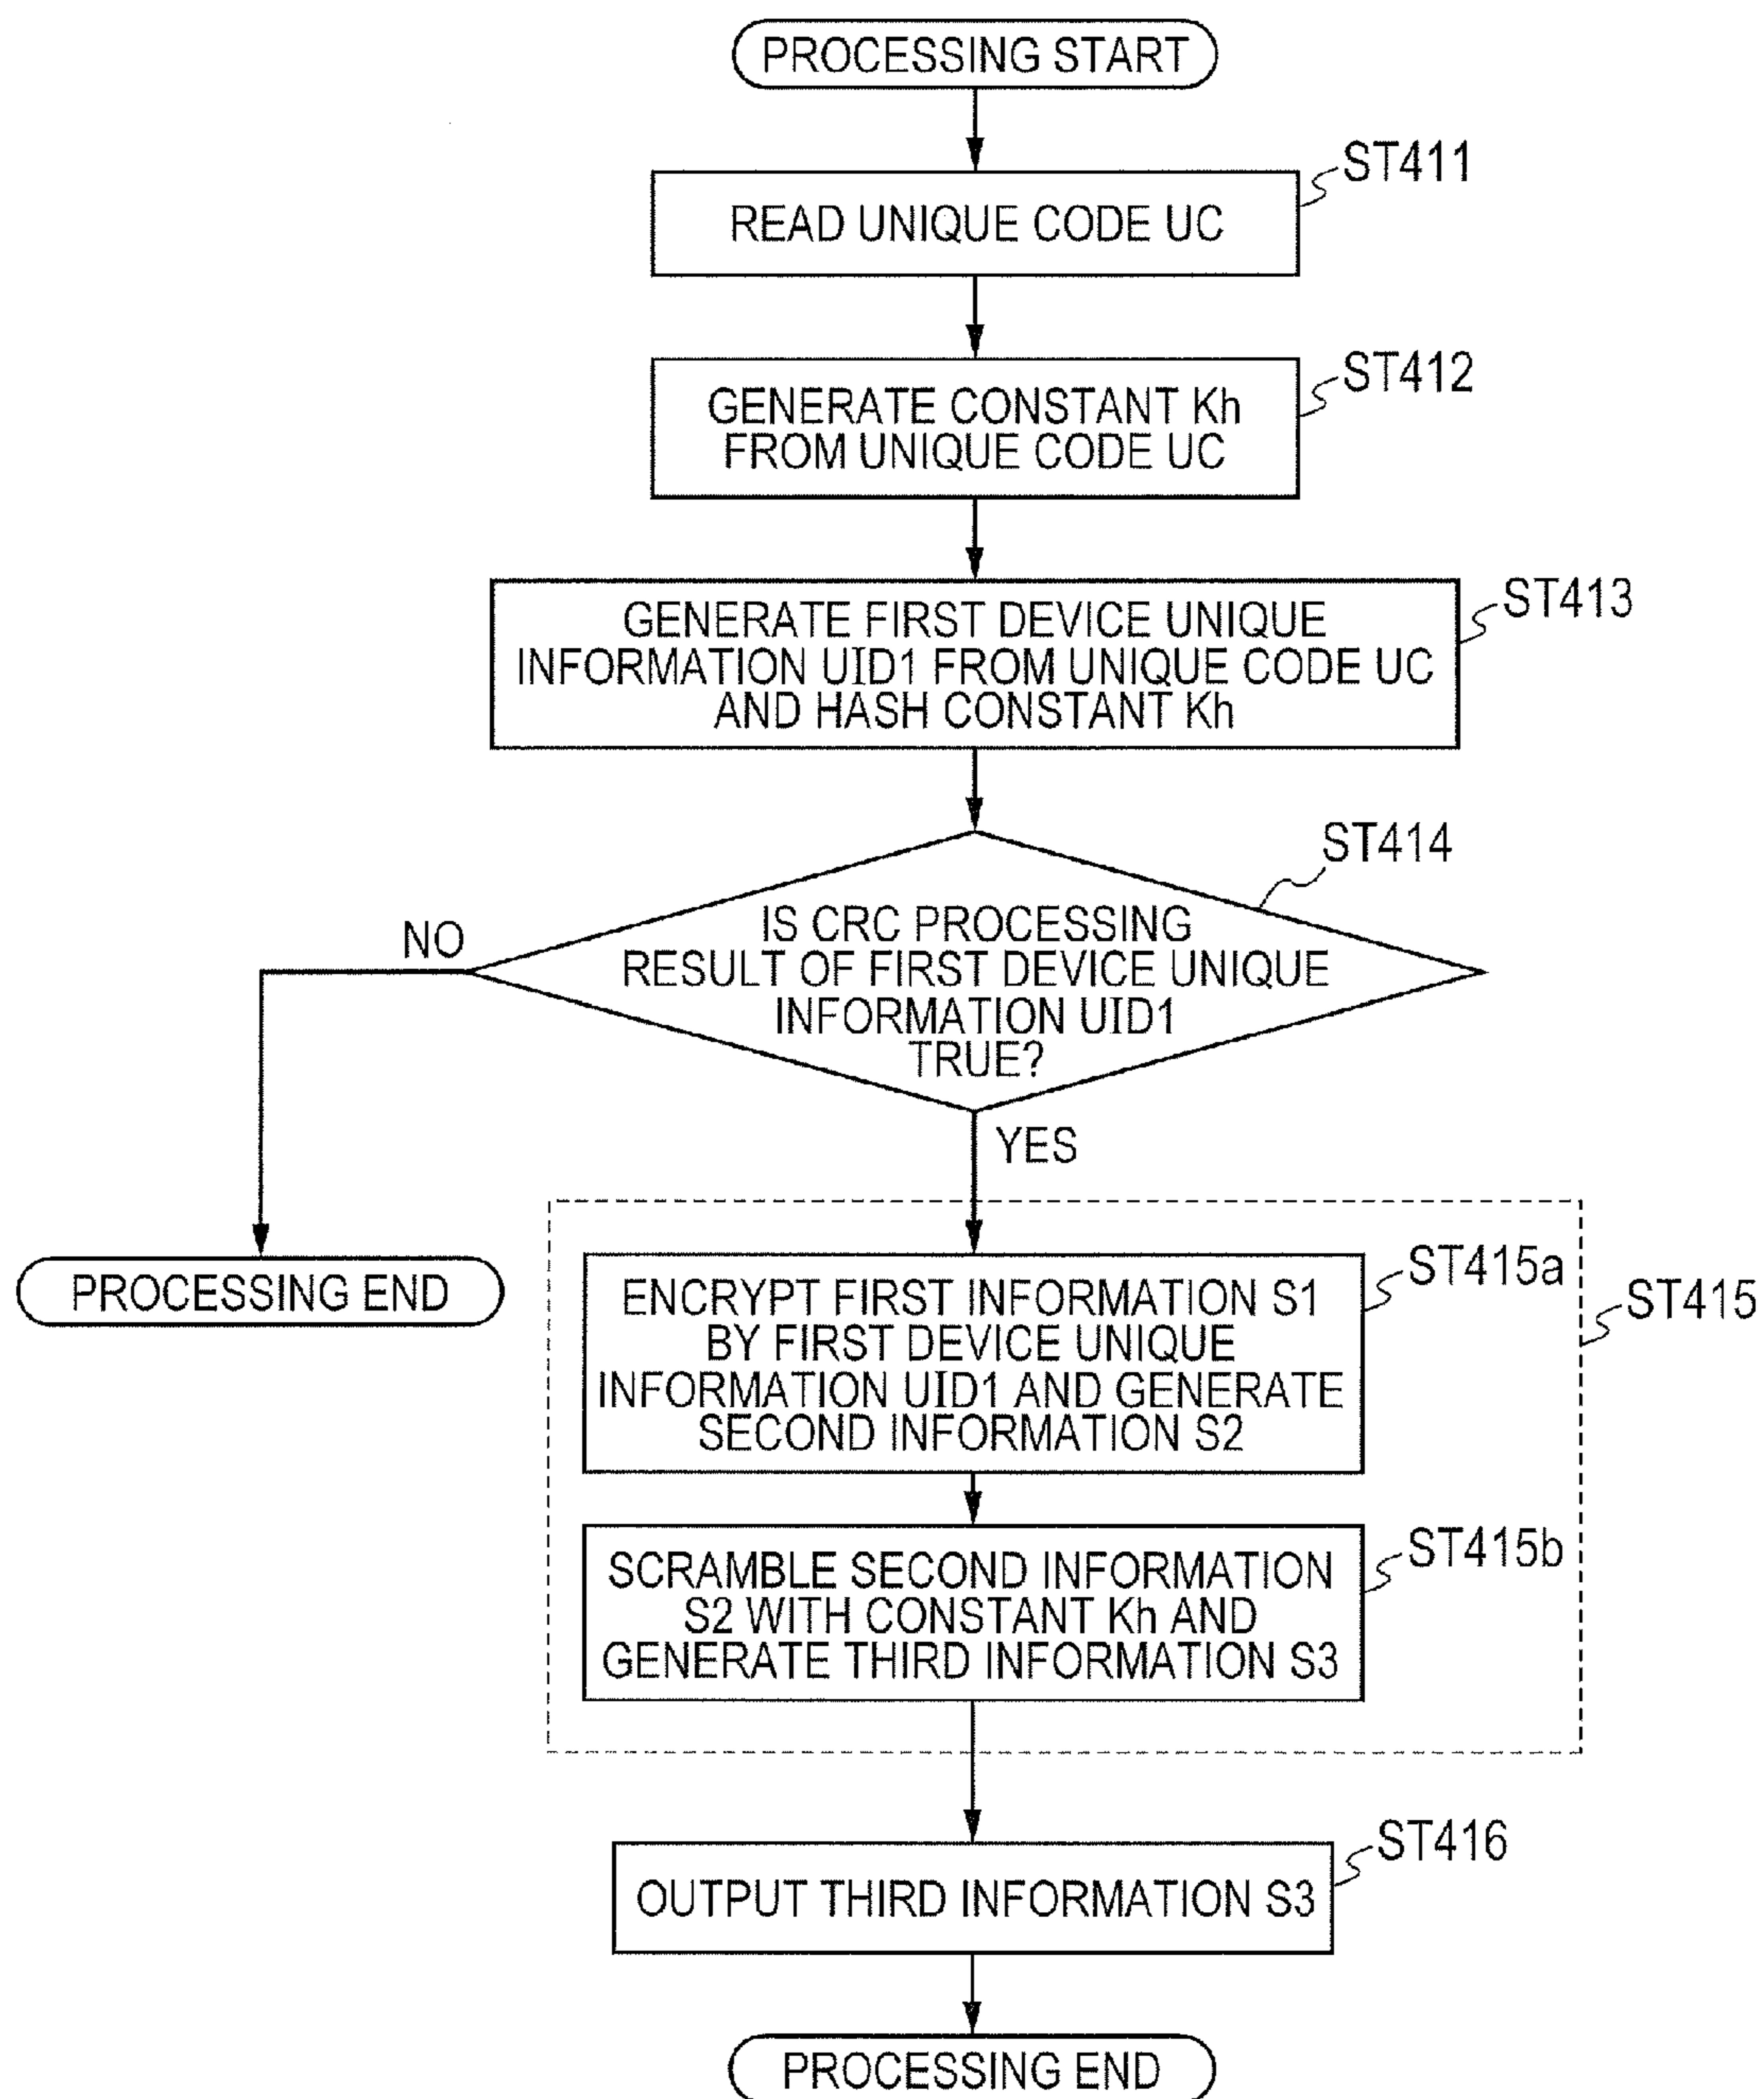 PROCESSING START
ST411
READ UNIQUE CODE UC
ST412
GENERATE CONSTANT Kh
FROM UNIQUE CODE UC
ST413
GENERATE FIRST DEVICE UNIQUE
INFORMATION UID1 FROM UNIQUE CODE UC
AND HASH CONSTANT Kh
ST414
IS CRC PROCESSING
RESULT OF FIRST DEVICE UNIQUE
INFORMATION UID1
TRUE?
NO
YES
PROCESSING END
ST415a
ST415
ENCRYPT FIRST INFORMATION S1
BY FIRST DEVICE UNIQUE
INFORMATION UID1 AND GENERATE
SECOND INFORMATION S2
ST415b
SCRAMBLE SECOND INFORMATION
S2 WITH CONSTANT Kh AND
GENERATE THIRD INFORMATION S3
ST416
OUTPUT THIRD INFORMATION S3
PROCESSING END